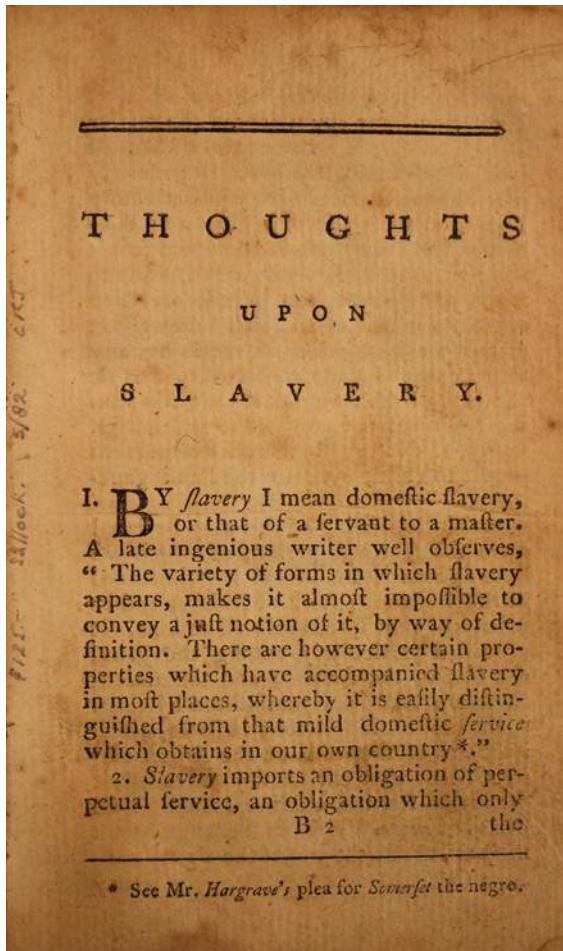 THOUGHTS
UPON
SLAVERY.
I. BY ſlavery I mean domeſtic ſlavery,
or that of a ſervant to a maſter.
A late ingenious writer well obſerves,
“ The variety of forms in which ſlavery
appears, makes it almoſt impoſſible to
convey a juſt notion of it, by way of de-
finition. There are however certain pro-
perties which have accompanied ſlavery
in moſt places, whereby it is eaſily diſtin-
guiſhed from that mild domeſtic ſervice
which obtains in our own country*.”
2. Slavery imports an obligation of per-
petual ſervice, an obligation which only
B 2 the
* See Mr. Hargrave's plea for Somerſet the negro.
$125.- 5/82